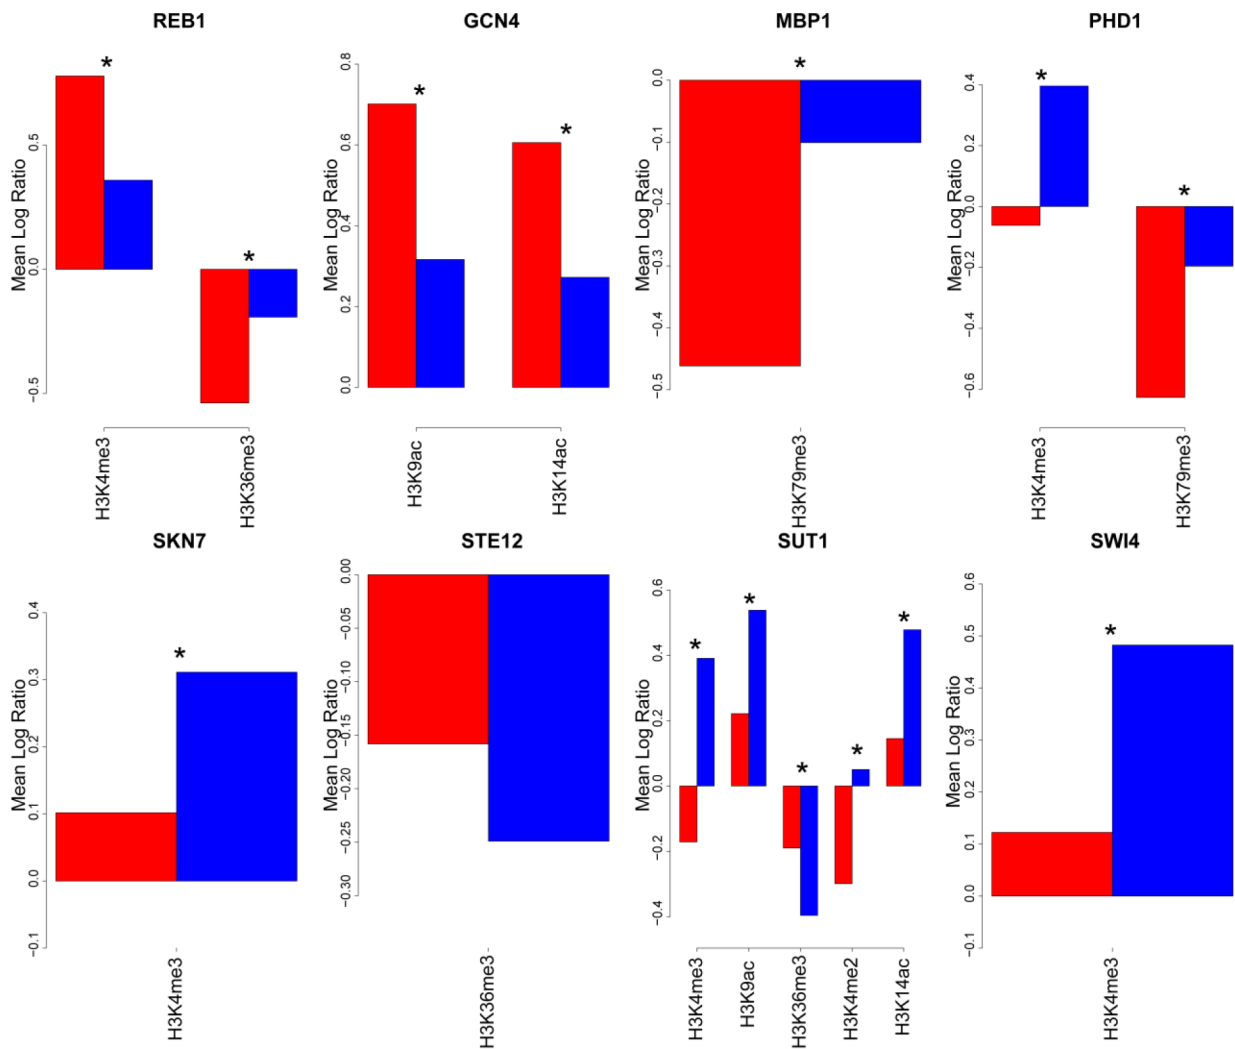 REB1
GCN4
MBP1
PHD1
Mean Log Ratio
0.5
0.0
−0.5
*
*
H3K4me3
H3K36me3
Mean Log Ratio
0.8
0.6
0.4
0.2
0.0
*
*
H3K9ac
H3K14ac
Mean Log Ratio
0.0
−0.1
−0.2
−0.3
−0.4
−0.5
*
H3K79me3
Mean Log Ratio
0.4
0.2
0.0
−0.2
−0.4
−0.6
*
*
H3K4me3
H3K79me3
SKN7
STE12
SUT1
SWI4
Mean Log Ratio
0.4
0.3
0.2
0.1
0.0
−0.1
*
H3K4me3
Mean Log Ratio
0.00
−0.05
−0.10
−0.15
−0.20
−0.25
−0.30
H3K36me3
Mean Log Ratio
0.6
0.4
0.2
0.0
−0.2
−0.4
*
*
*
*
*
H3K4me3
H3K9ac
H3K36me3
H3K4me2
H3K14ac
Mean Log Ratio
0.6
0.5
0.4
0.3
0.2
0.1
0.0
−0.1
*
H3K4me3